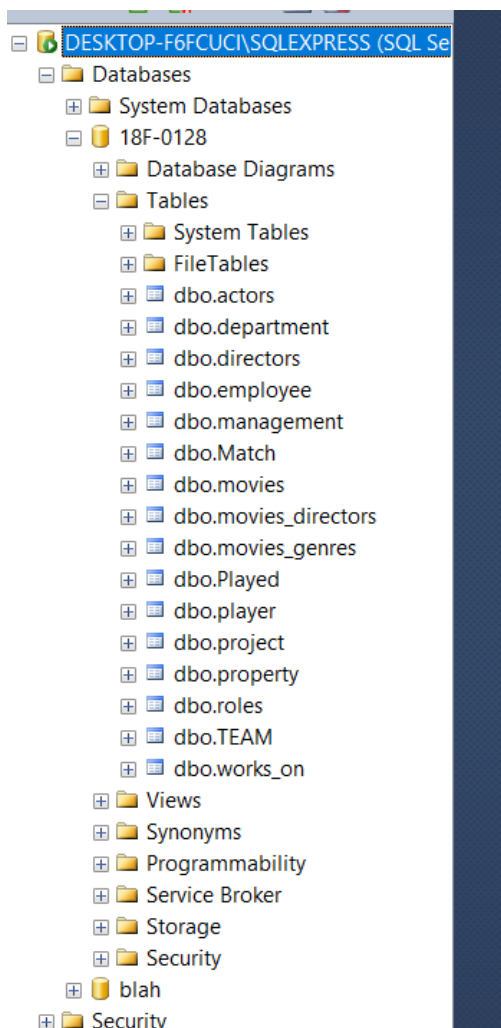 DESKTOP-F6FCUCI\SQLEXPRESS (SQL Se
Databases
System Databases
18F-0128
Database Diagrams
Tables
System Tables
FileTables
dbo.actors
dbo.department
dbo.directors
dbo.employee
dbo.management
dbo.Match
dbo.movies
dbo.movies_directors
dbo.movies_genres
dbo.Played
dbo.player
dbo.project
dbo.property
dbo.roles
dbo.TEAM
dbo.works_on
Views
Synonyms
Programmability
Service Broker
Storage
Security
blah
Security